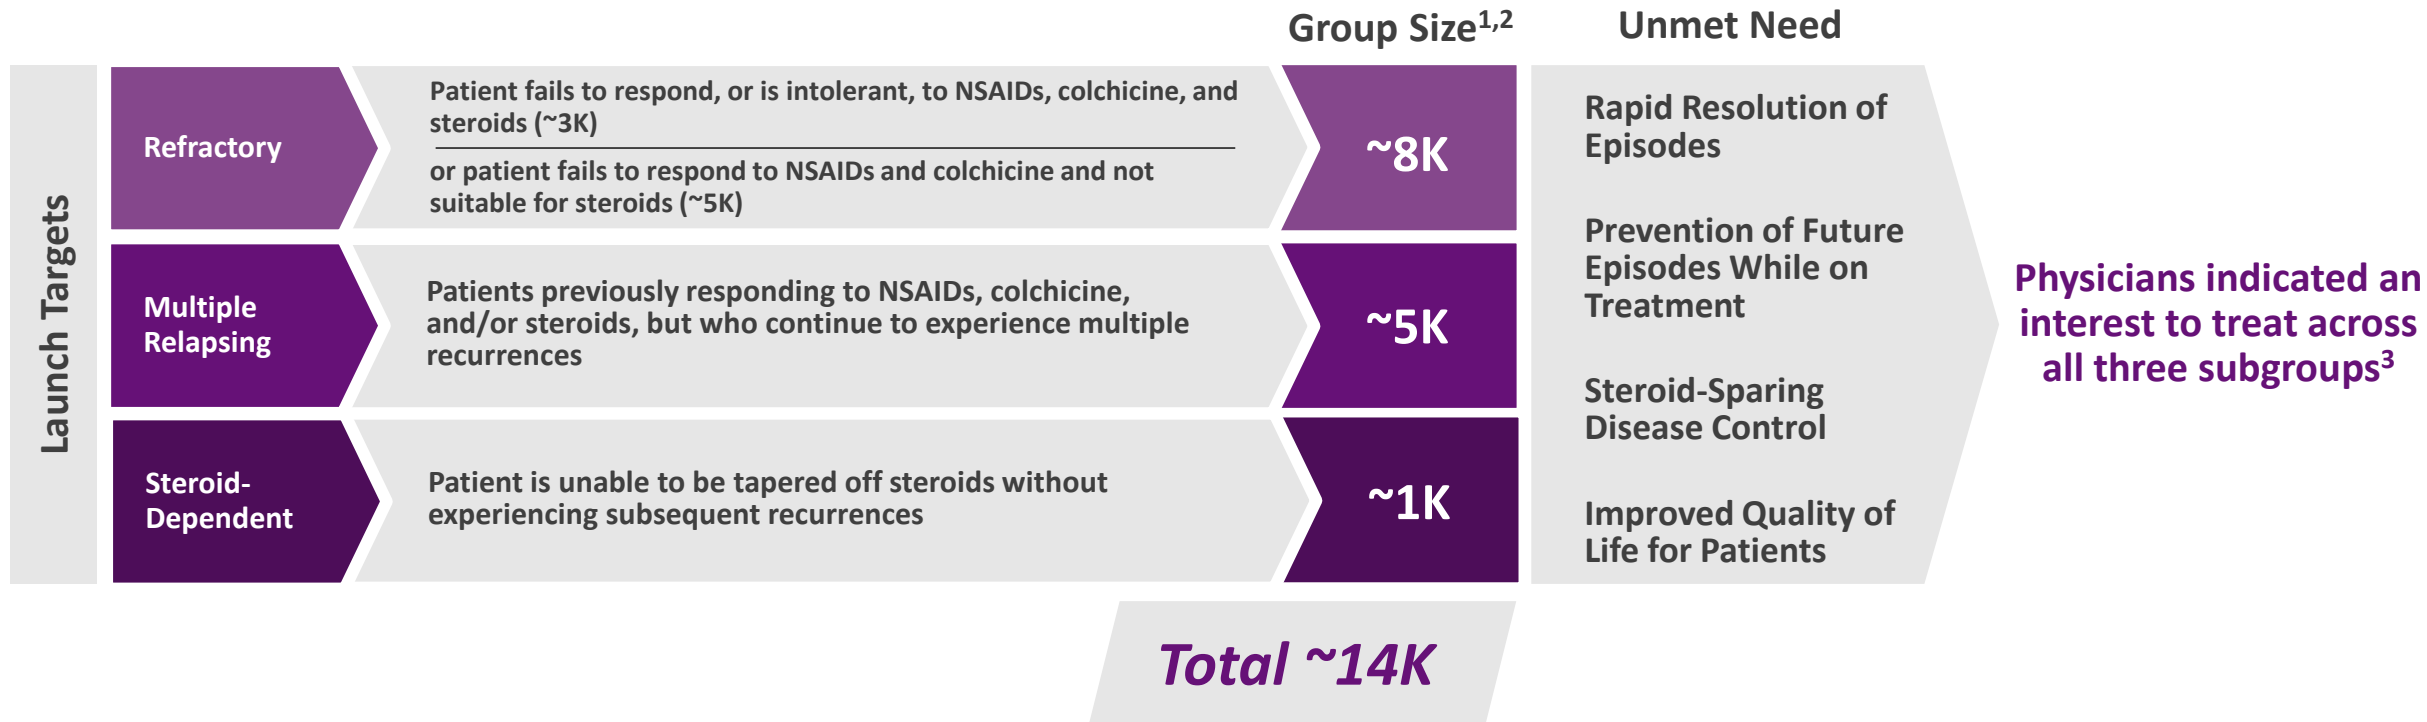 Group Size1,2
Unmet Need
Launch Targets
Refractory
Patient fails to respond, or is intolerant, to NSAIDs, colchicine, and
steroids (~3K)
or patient fails to respond to NSAIDs and colchicine and not
suitable for steroids (~5K)
~8K
Multiple
Relapsing
Patients previously responding to NSAIDs, colchicine,
and/or steroids, but who continue to experience multiple
recurrences
~5K
Steroid-
Dependent
Patient is unable to be tapered off steroids without
experiencing subsequent recurrences
~1K
Rapid Resolution of
Episodes
Prevention of Future
Episodes While on
Treatment
Steroid-Sparing
Disease Control
Improved Quality of
Life for Patients
Physicians indicated an
interest to treat across
all three subgroups3
Total ~14K